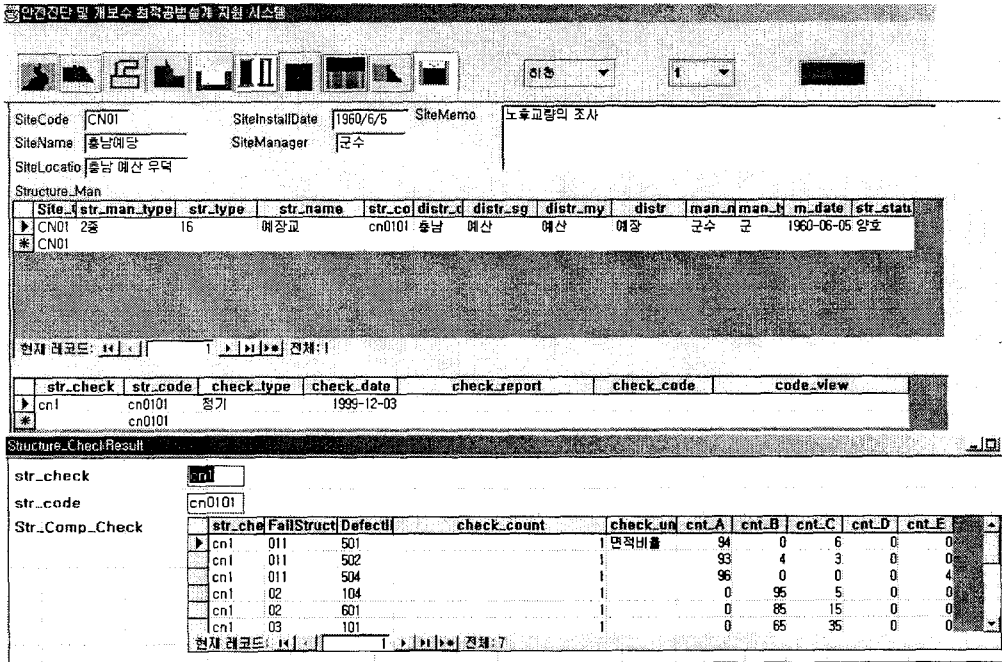 안전진단 및 개보수 최적공법설계 지원 시스템
하천 1
SiteCode CN01 SiteInstallDate 1960/6/5 SiteMemo 노후교량의 조사
SiteName 충남예당 SiteManager 군수
SiteLocatio 충남 예산 우덕
Structure_Man
str_man_type str_type str_name str_co distr_sg distr_my distr man_n m_date str_statu
CN01 2종 16 예장교 cn0101 충남 예산 예산 예장 군수 군 1960-06-05 양호
CN01
현재 레코드: 1 전체:1
str_check str_code check_type check_date check_report check_code code_view
cn1 cn0101 정기 1999-12-03
cn0101
Structure_CheckResult
str_check cn1
str_code cn0101
Str_Comp_Check
str_che FailStruct DefectI check_count check_un cnt_A cnt_B cnt_C cnt_D cnt_E
cn1 011 501 1 면적비율 94 0 6 0 0
cn1 011 502 1 93 4 3 0 0
cn1 011 504 1 96 0 0 0 4
cn1 02 104 1 0 95 5 0 0
cn1 02 601 1 0 85 15 0 0
cn1 03 101 1 0 65 35 0 0
현재 레코드: 1 전체:7